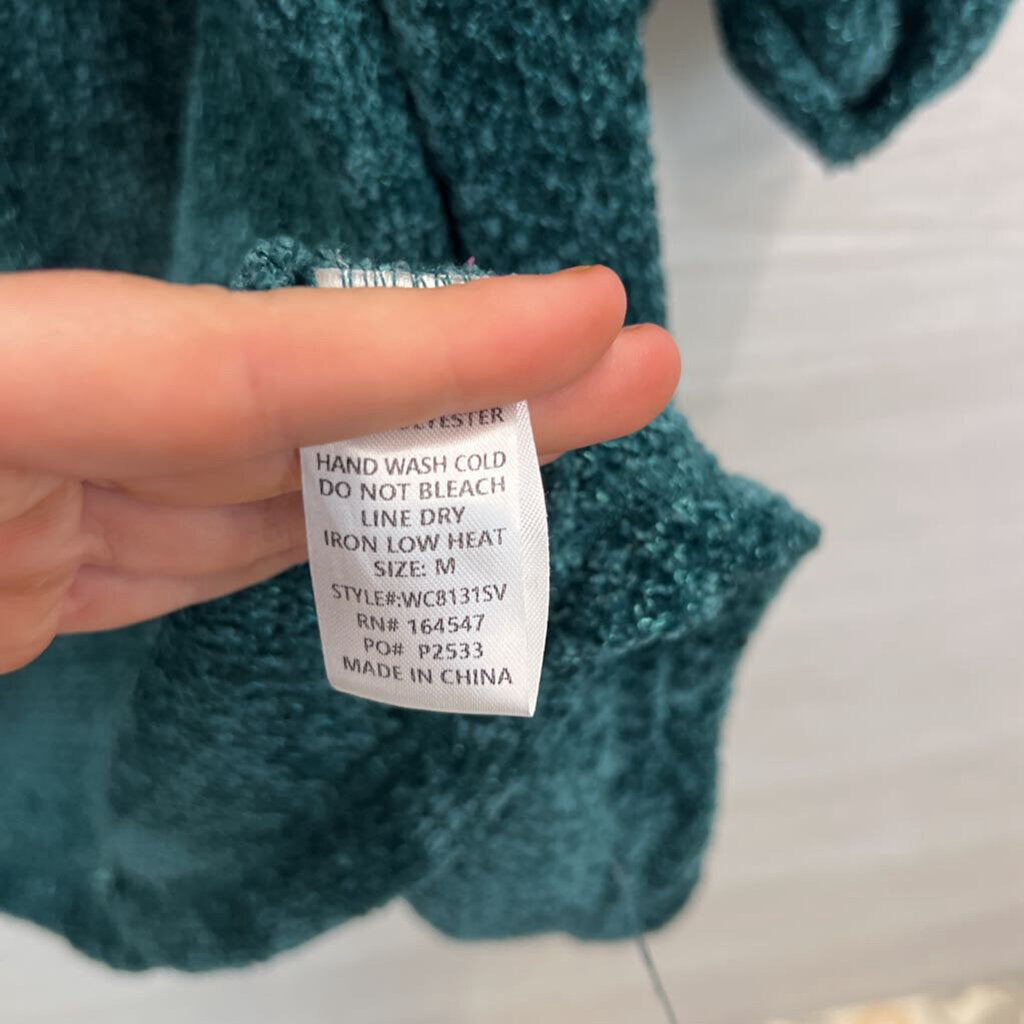 HAND WASH COLD
DO NOT BLEACH
LINE DRY
IRON LOW HEAT
SIZE: M
STYLE#:WC8131SV
RN# 164547
PO# P2533
MADE IN CHINA